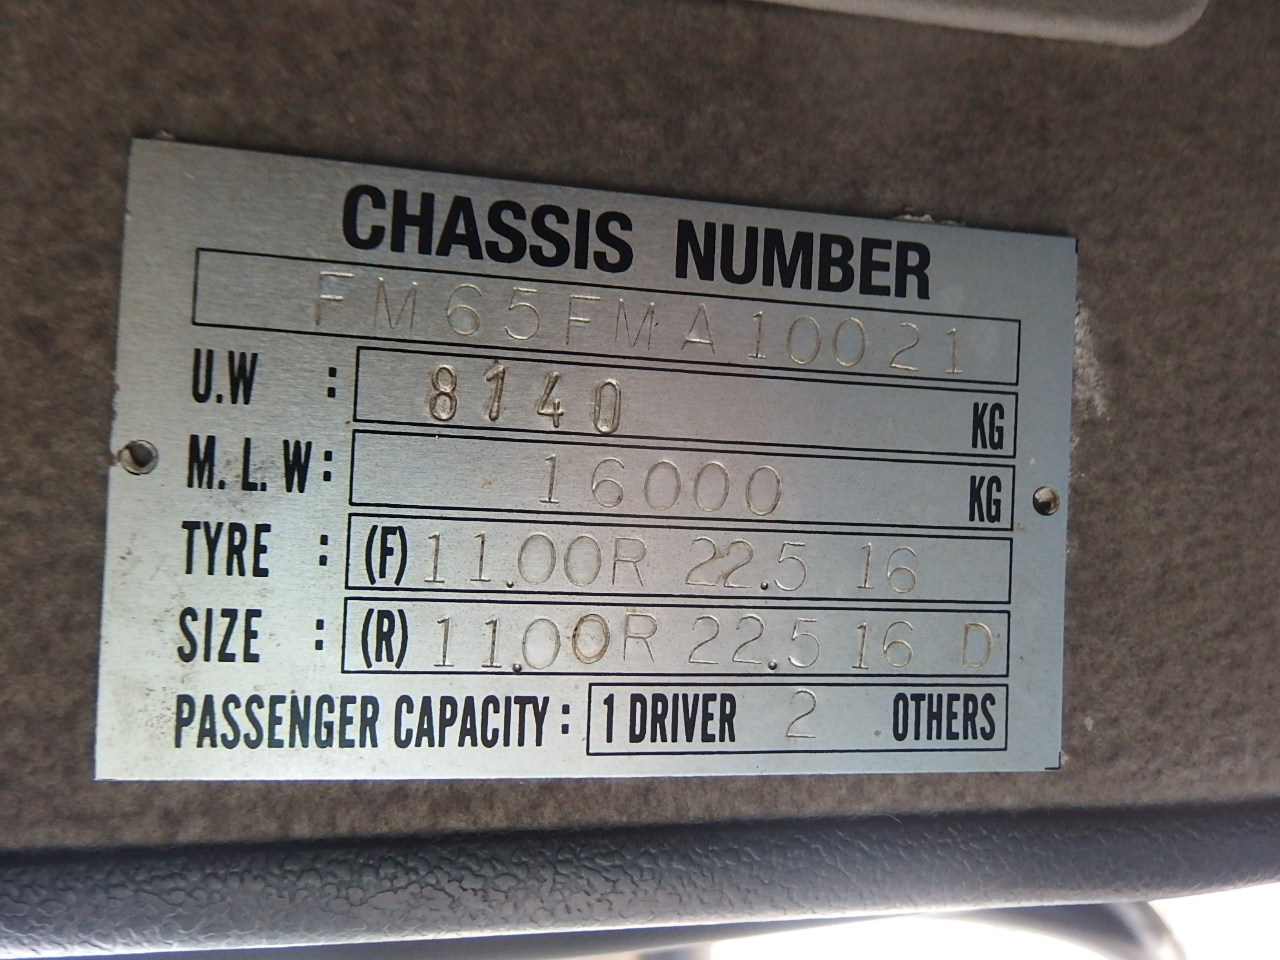 CHASSIS NUMBER
FM65FMA10021
U.W : 8140 KG
M.L.W: 16000 KG
TYRE : (F) 11.00R 22.5 16
SIZE : (R) 11.00R 22.5 16 D
PASSENGER CAPACITY: 1 DRIVER 2 OTHERS